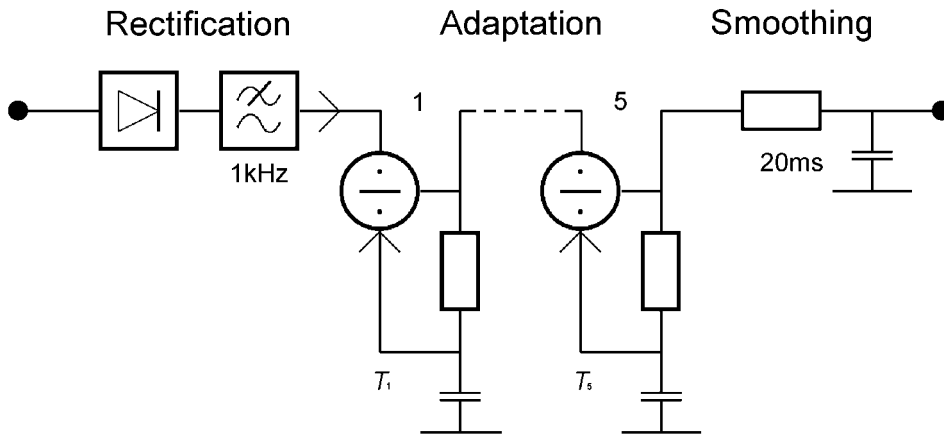 Rectification Adaptation Smoothing
1 5
1kHz 20ms
T₁ T₅